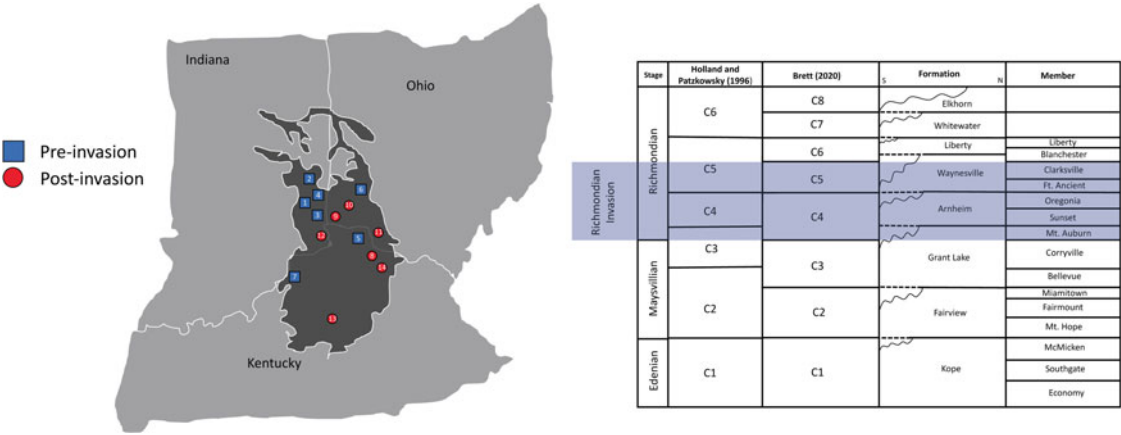 Indiana
Ohio
Kentucky
Pre-invasion
Post-invasion
2
4
1
3
6
10
9
12
5
11
8
14
7
13
Richmondian
Invasion
Stage
Holland and
Patzkowsky (1996)
Brett (2020)
S Formation N
Member
Richmondian
Maysvillian
Edenian
C6
C5
C4
C3
C2
C1
C8
C7
C6
C5
C4
C3
C2
C1
Elkhorn
Whitewater
Liberty
Waynesville
Arnheim
Grant Lake
Fairview
Kope
Liberty
Blanchester
Clarksville
Ft. Ancient
Oregonia
Sunset
Mt. Auburn
Corryville
Bellevue
Miamitown
Fairmount
Mt. Hope
McMicken
Southgate
Economy